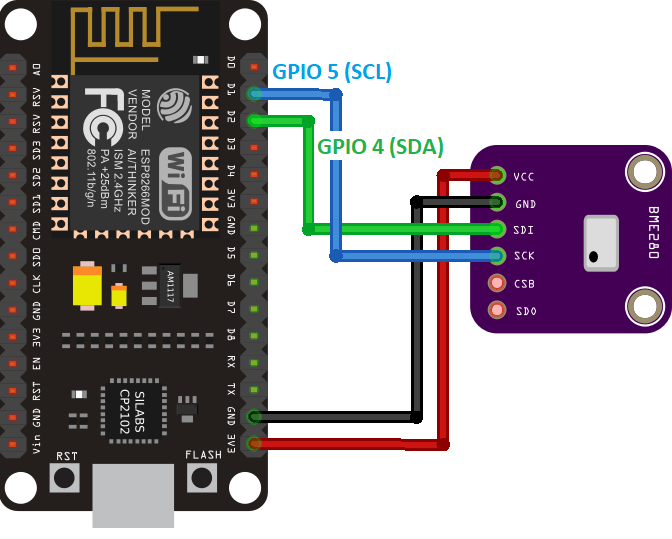 A0
RSV
RSV
SD3
SD2
SD1
CMD
SD0
CLK
GND
3V3
EN
RST
GND
Vin
FC
MODEL
VENDOR
ESP8266MOD
AI/THINKER
ISM 2.4GHz
PA +25dBm
802.11b/g/n
WiFi
AM1117
SILABS
CP2102
RST
FLASH
D0
D1
D2
D3
D4
3V3
GND
D5
D6
D7
D8
RX
TX
GND
3V3
GPIO 5 (SCL)
GPIO 4 (SDA)
VCC
GND
SDI
SCK
CSB
SDO
BME280